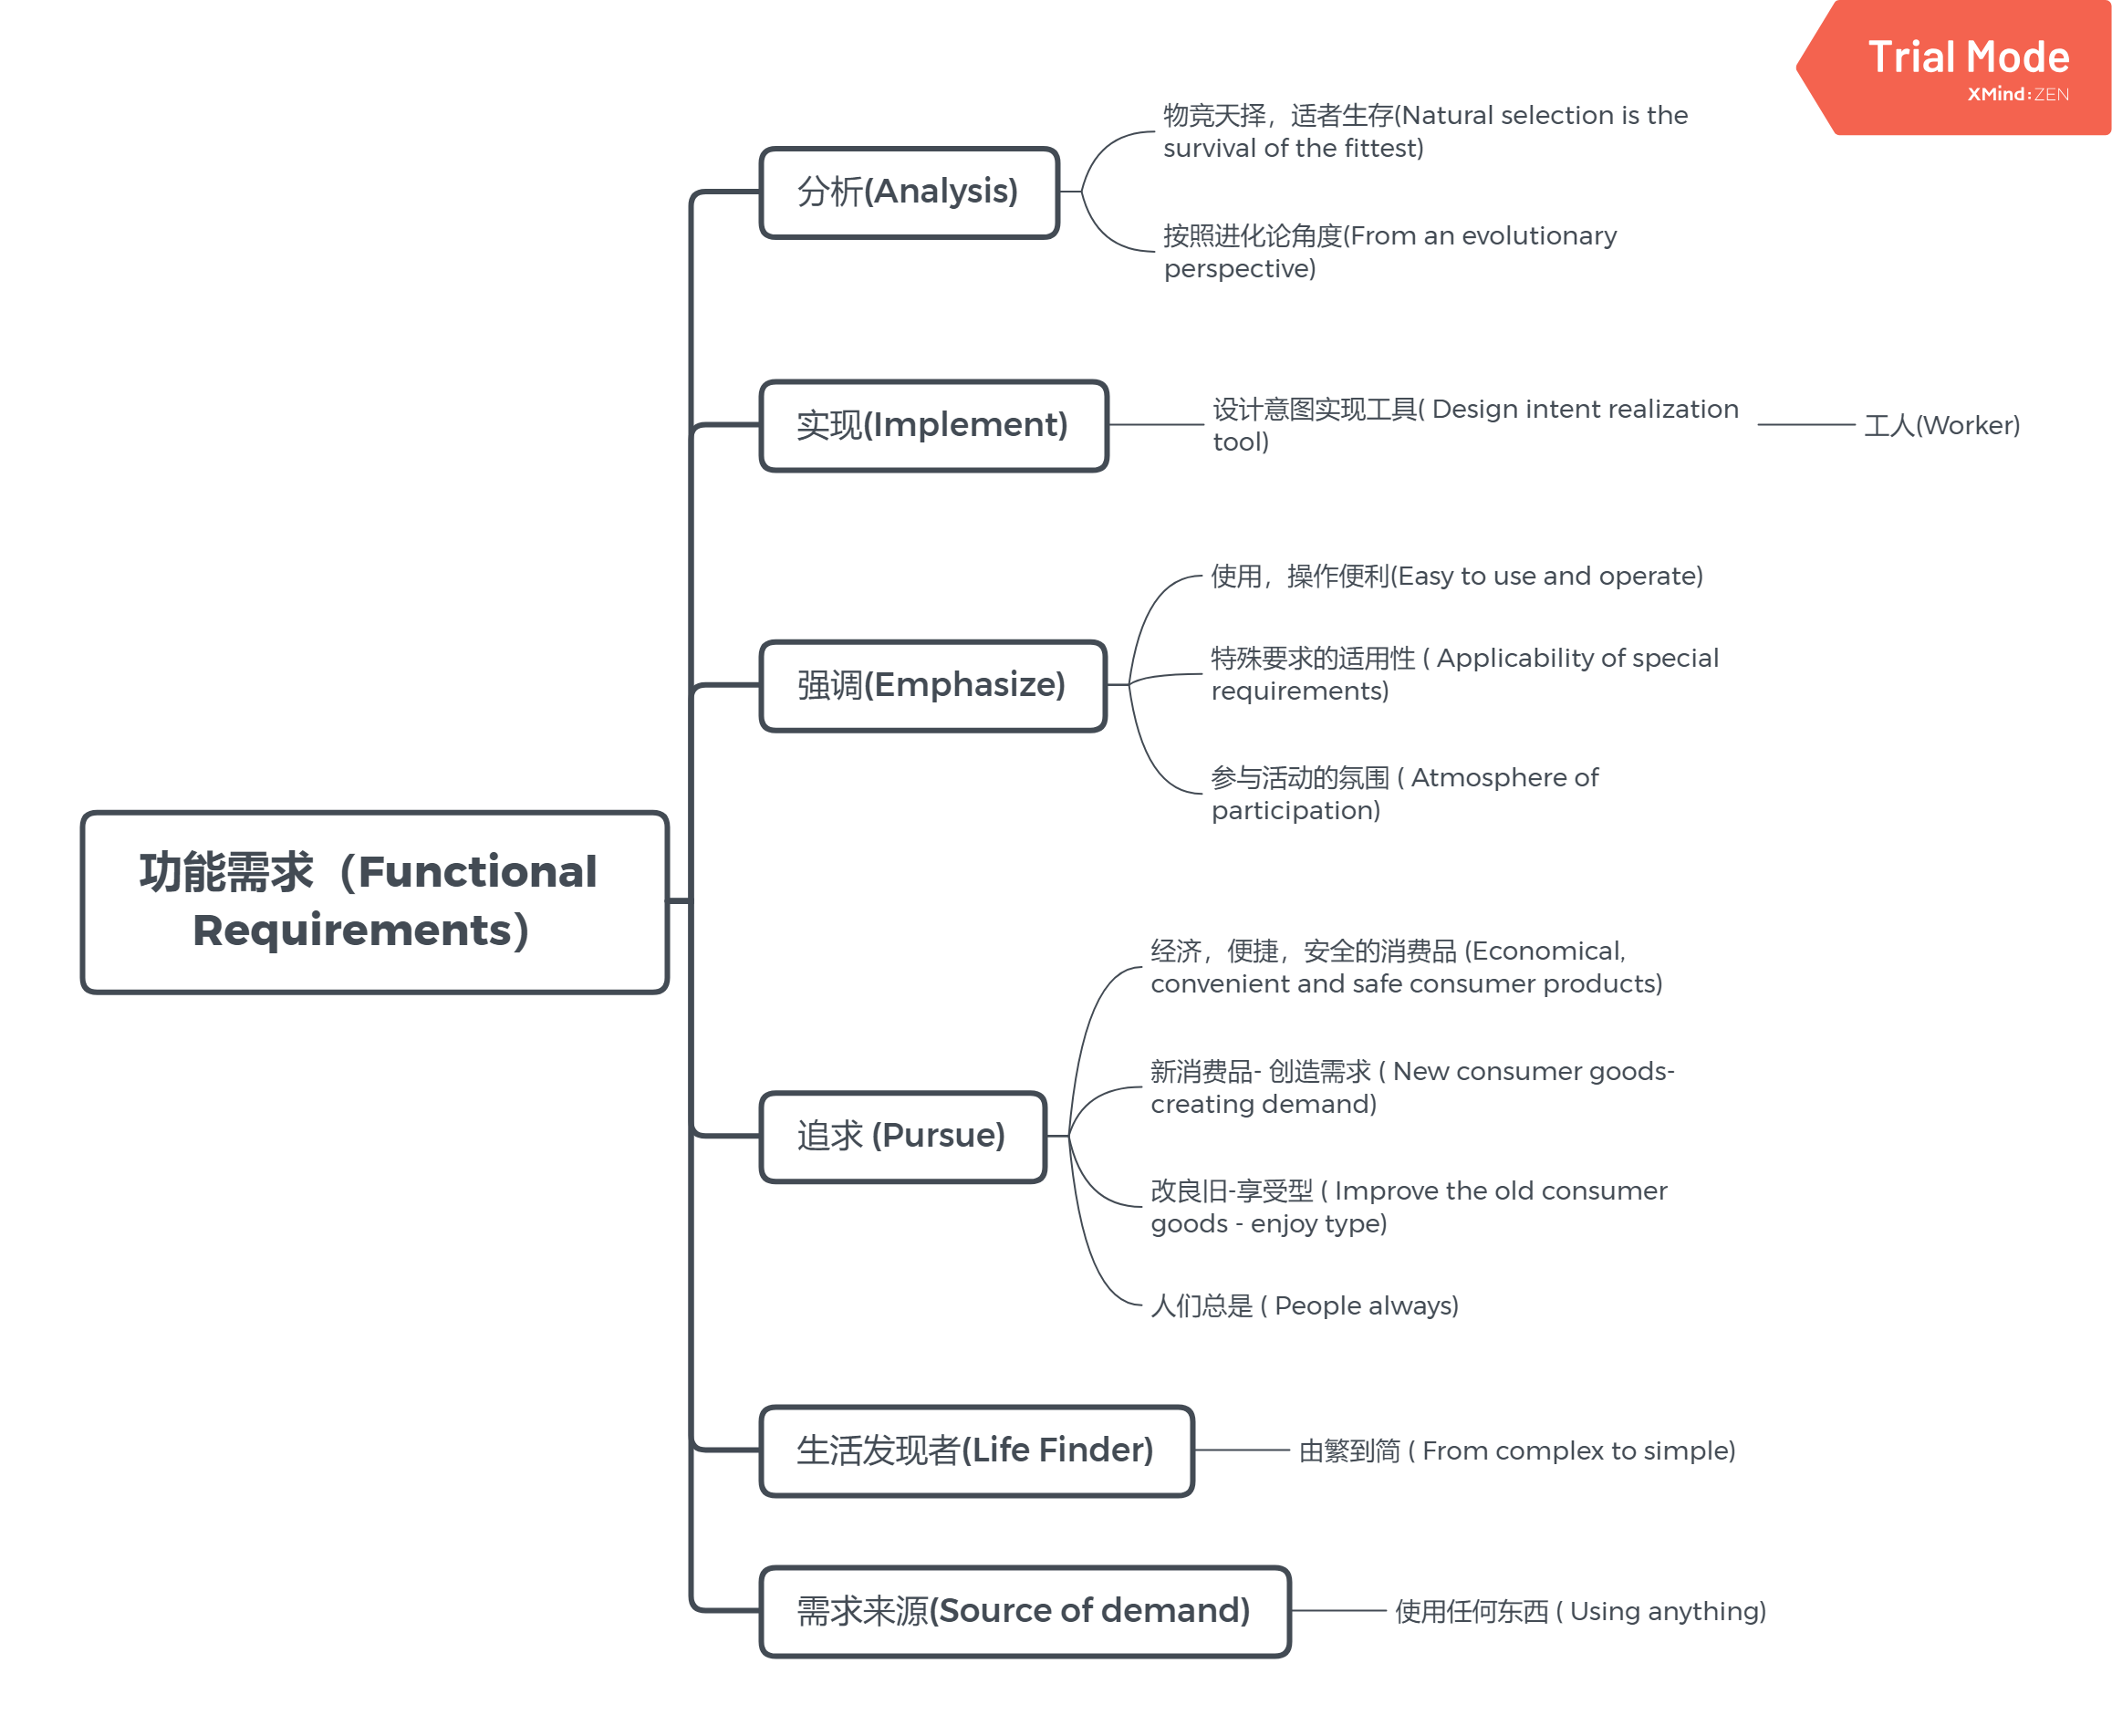 Trial Mode
XMind:ZEN
物竞天择，适者生存(Natural selection is the
survival of the fittest)
分析(Analysis)
按照进化论角度(From an evolutionary
perspective)
实现(Implement)
设计意图实现工具( Design intent realization
tool)
工人(Worker)
使用，操作便利(Easy to use and operate)
强调(Emphasize)
特殊要求的适用性 ( Applicability of special
requirements)
参与活动的氛围 ( Atmosphere of
participation)
功能需求（Functional
Requirements）
经济，便捷，安全的消费品 (Economical,
convenient and safe consumer products)
新消费品- 创造需求 ( New consumer goods-
creating demand)
追求 (Pursue)
改良旧-享受型 ( Improve the old consumer
goods - enjoy type)
人们总是 ( People always)
生活发现者(Life Finder)
由繁到简 ( From complex to simple)
需求来源(Source of demand)
使用任何东西 ( Using anything)